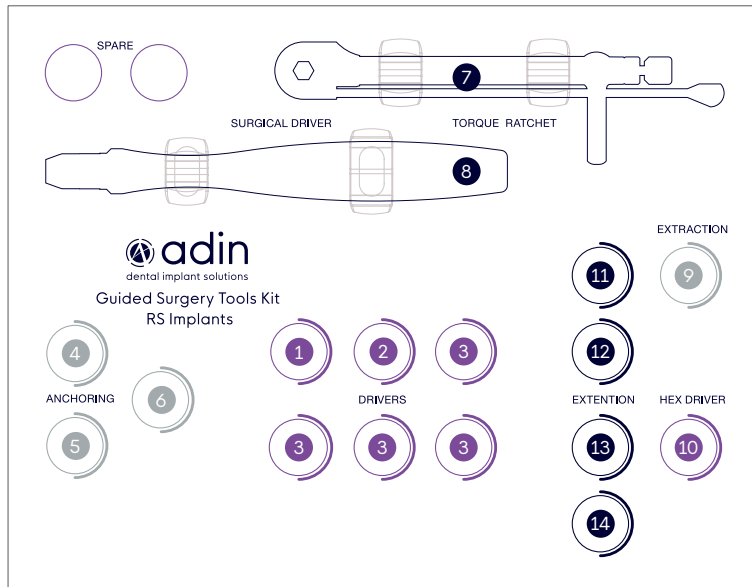 SPARE
7
SURGICAL DRIVER
TORQUE RATCHET
8
EXTRACTION
adin
dental implant solutions
Guided Surgery Tools Kit
RS Implants
11
9
4
1
2
3
12
ANCHORING
6
DRIVERS
EXTENTION
HEX DRIVER
5
3
3
3
13
10
14